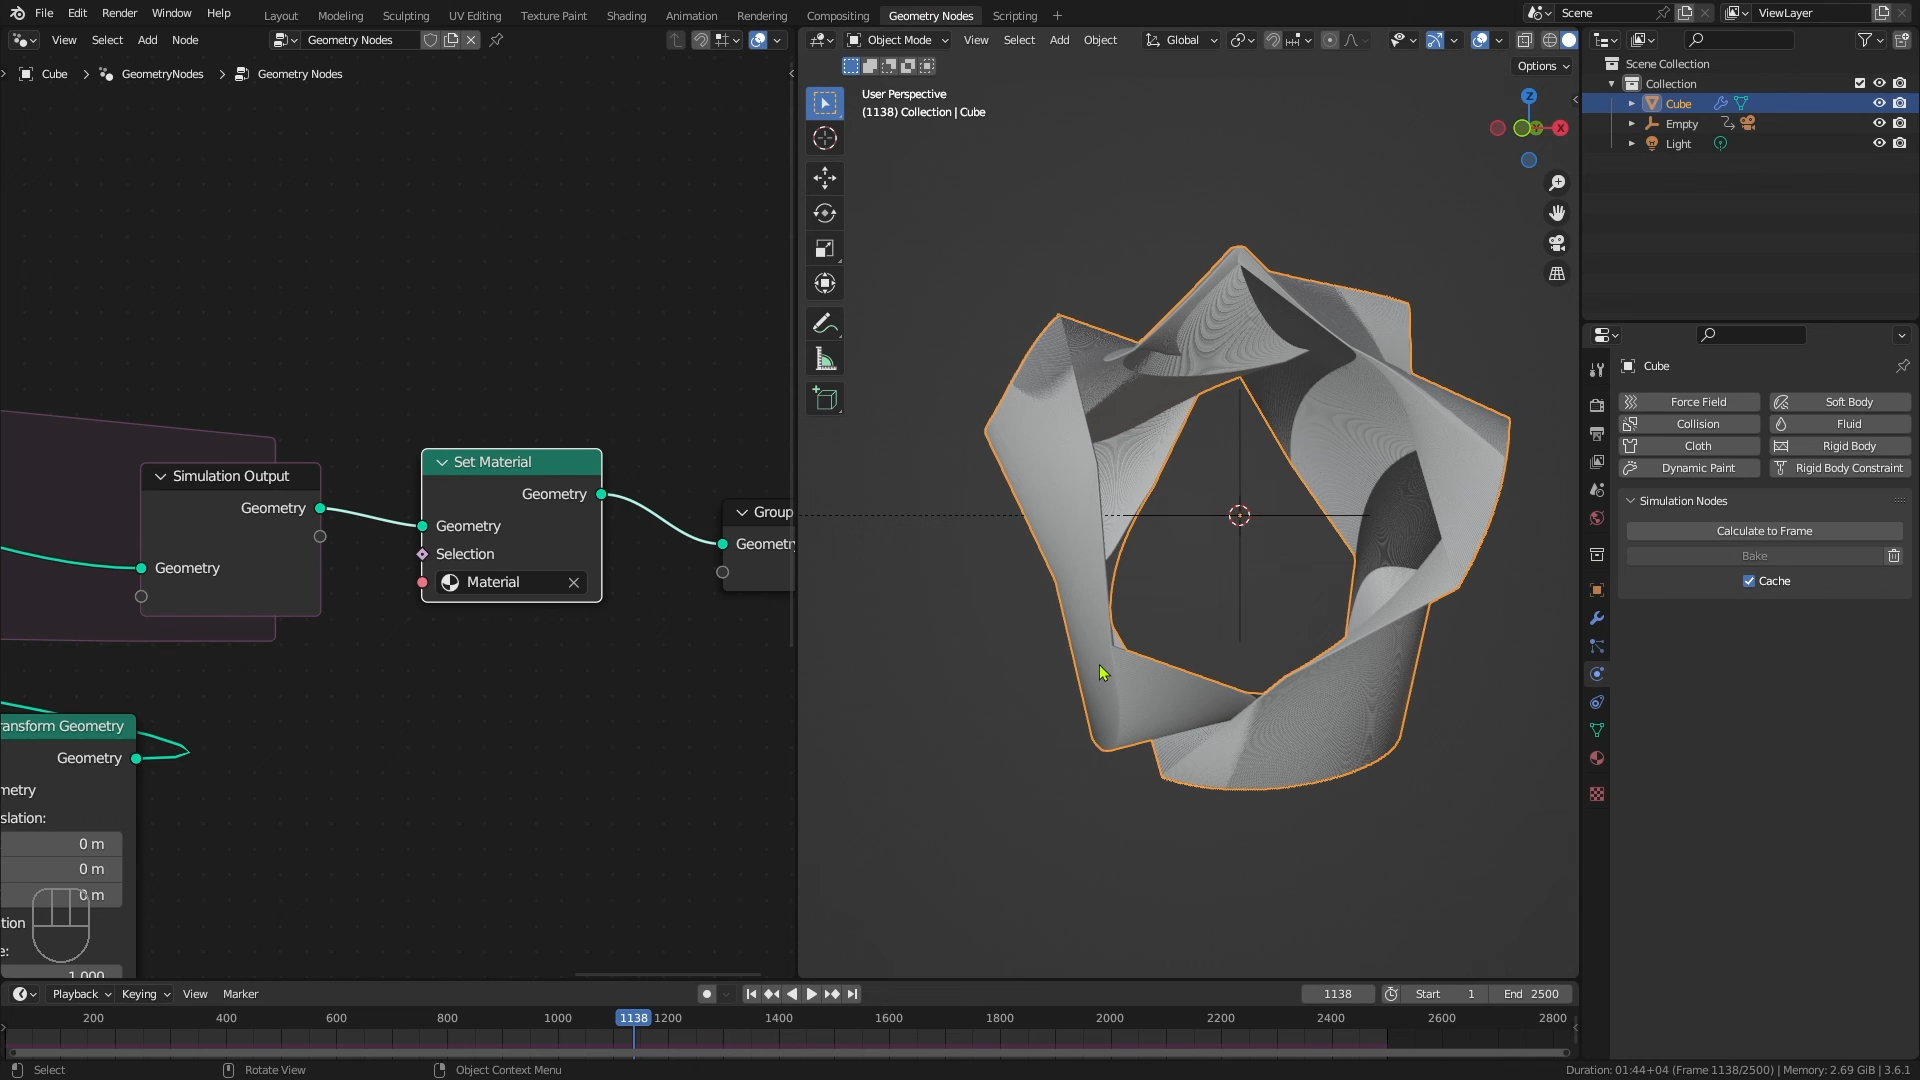 File Edit Render Window Help
Layout Modeling Sculpting UV Editing Texture Paint Shading Animation Rendering Compositing Geometry Nodes Scripting
Scene
ViewLayer
View Select Add Node
Geometry Nodes
Object Mode View Select Add Object
Global
Options
Cube GeometryNodes Geometry Nodes
User Perspective
(1138) Collection | Cube
Z
X
Scene Collection
Collection
Cube
Empty
Light
Simulation Output
Geometry
Geometry
Set Material
Geometry
Geometry
Selection
Material
Group
Geometry
ansform Geometry
Geometry
metry
slation:
0 m
0 m
0 m
tion
e:
1.000
Cube
Force Field
Soft Body
Collision
Fluid
Cloth
Rigid Body
Dynamic Paint
Rigid Body Constraint
Simulation Nodes
Calculate to Frame
Bake
Cache
Playback Keying View Marker
1138
Start 1
End 2500
200 400 600 800 1000 1138 1200 1400 1600 1800 2000 2200 2400 2600 2800
Select
Rotate View
Object Context Menu
Duration: 01:44+04 (Frame 1138/2500) | Memory: 2.69 GiB | 3.6.1